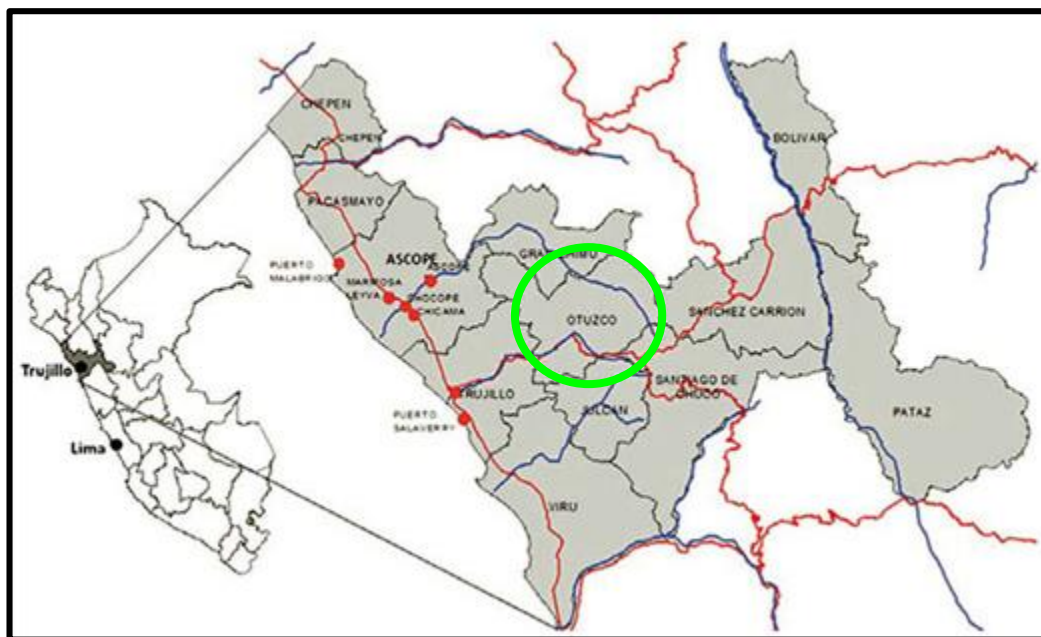 CHEPEN
CHEPEN
BOLIVAR
PACASMAYO
ASCOPE
ASCOPE
PUERTO
MALABRIGO
MARIPOSA
LEYVA
CHOCOPE
CHICAMA
OTUZCO
SANCHEZ CARRION
Trujillo
TRUJILLO
SANTIAGO DE
CHUCO
PUERTO
SALAVERRY
JULCAN
PATAZ
Lima
VIRU